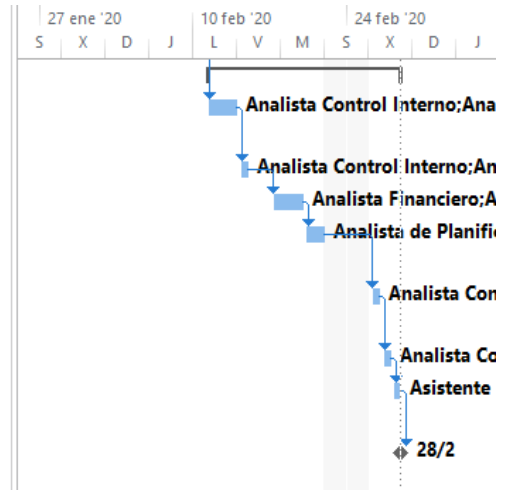 27 ene '20 10 feb '20 24 feb '20
S X D J L V M S X D J
Analista Control Interno;Ana
Analista Control Interno;An
Analista Financiero;A
Analista de Planifi
Analista Con
Analista Co
Asistente
28/2